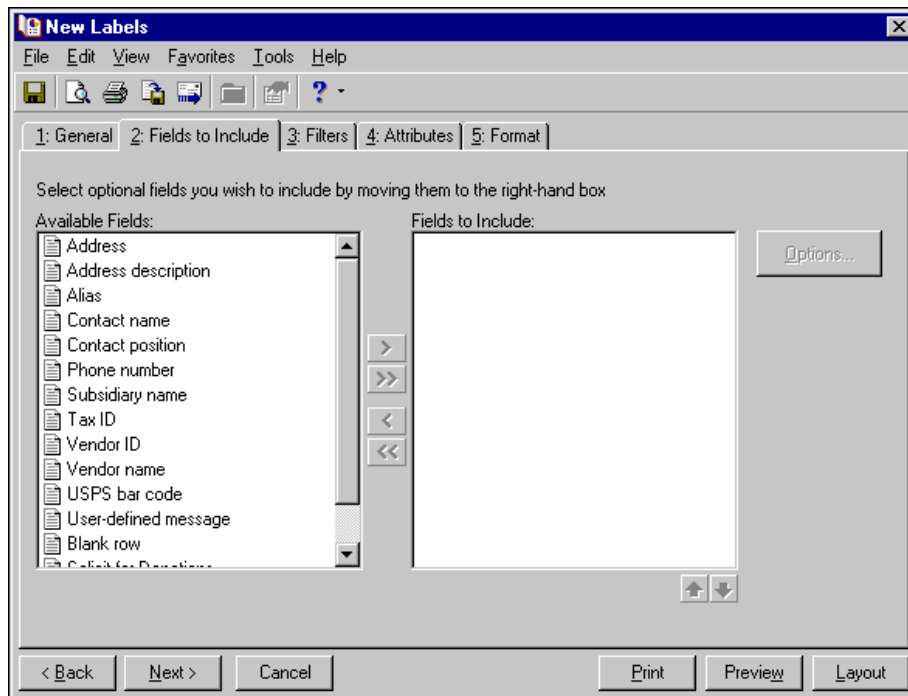 New Labels
File Edit View Favorites Tools Help
1: General 2: Fields to Include 3: Filters 4: Attributes 5: Format
Select optional fields you wish to include by moving them to the right-hand box
Available Fields: Fields to Include:
Address
Options...
Address description
Alias
Contact name
Contact position
>
Phone number
>>
Subsidiary name
Tax ID
<
Vendor ID
<<
Vendor name
USPS bar code
User-defined message
Blank row
Solicit for Donations
< Back Next > Cancel Print Preview Layout